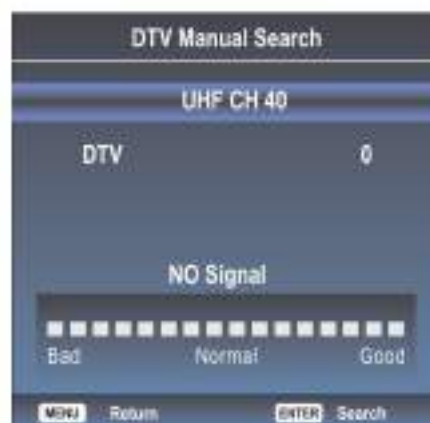 DTV Manual Search
UHF CH 40
DTV 0
NO Signal
Bad Normal Good
MENU Return ENTER Search